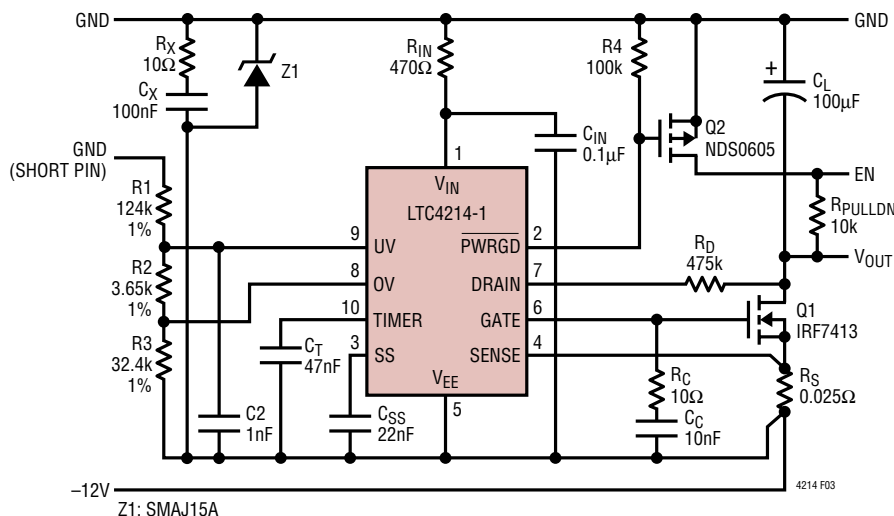 GND
GND
RX
10Ω
CX
100nF
Z1
RIN
470Ω
R4
100k
CL
100µF
+
Q2
NDS0605
CIN
0.1µF
GND
(SHORT PIN)
EN
R1
124k
1%
1
VIN
LTC4214-1
RPULLDN
10k
9
UV
PWRGD
2
RD
475k
VOUT
R2
3.65k
1%
8
OV
DRAIN
7
Q1
IRF7413
10
TIMER
GATE
6
R3
32.4k
1%
CT
47nF
3
SS
SENSE
4
VEE
5
RC
10Ω
RS
0.025Ω
C2
1nF
CSS
22nF
CC
10nF
–12V
4214 F03
Z1: SMAJ15A